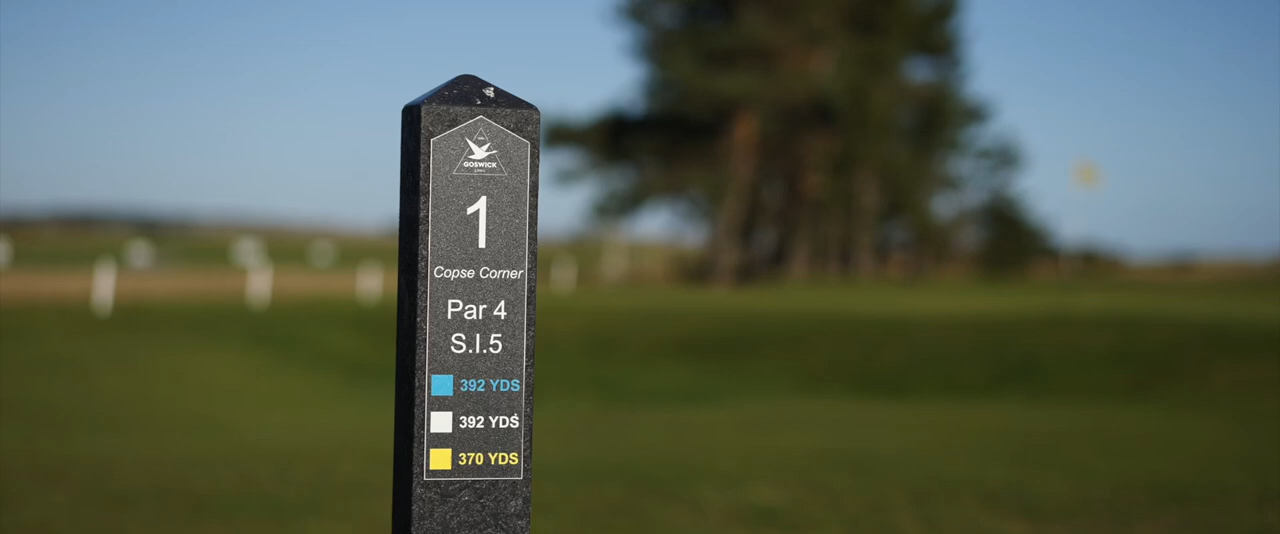 GOSWICK
1
Copse Corner
Par 4
S.I.5
392 YDS
392 YDS
370 YDS